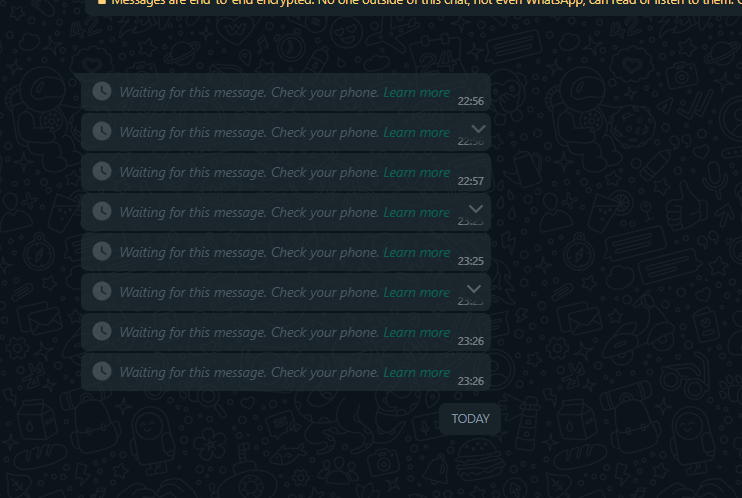 Messages are end-to-end encrypted. No one outside of this chat, not even WhatsApp, can read or listen to them.
Waiting for this message. Check your phone. Learn more 22:56
Waiting for this message. Check your phone. Learn more 22:56
Waiting for this message. Check your phone. Learn more 22:57
Waiting for this message. Check your phone. Learn more
Waiting for this message. Check your phone. Learn more 23:25
Waiting for this message. Check your phone. Learn more
Waiting for this message. Check your phone. Learn more 23:26
Waiting for this message. Check your phone. Learn more 23:26
TODAY